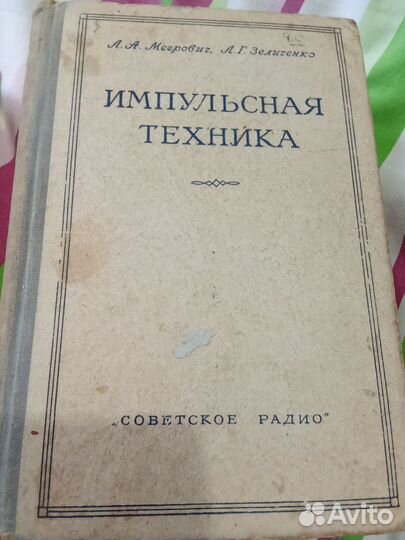 Л. А. Меерович, Л. Г. Зеличенко
ИМПУЛЬСНАЯ
ТЕХНИКА
„СОВЕТСКОЕ РАДИО"
Avito